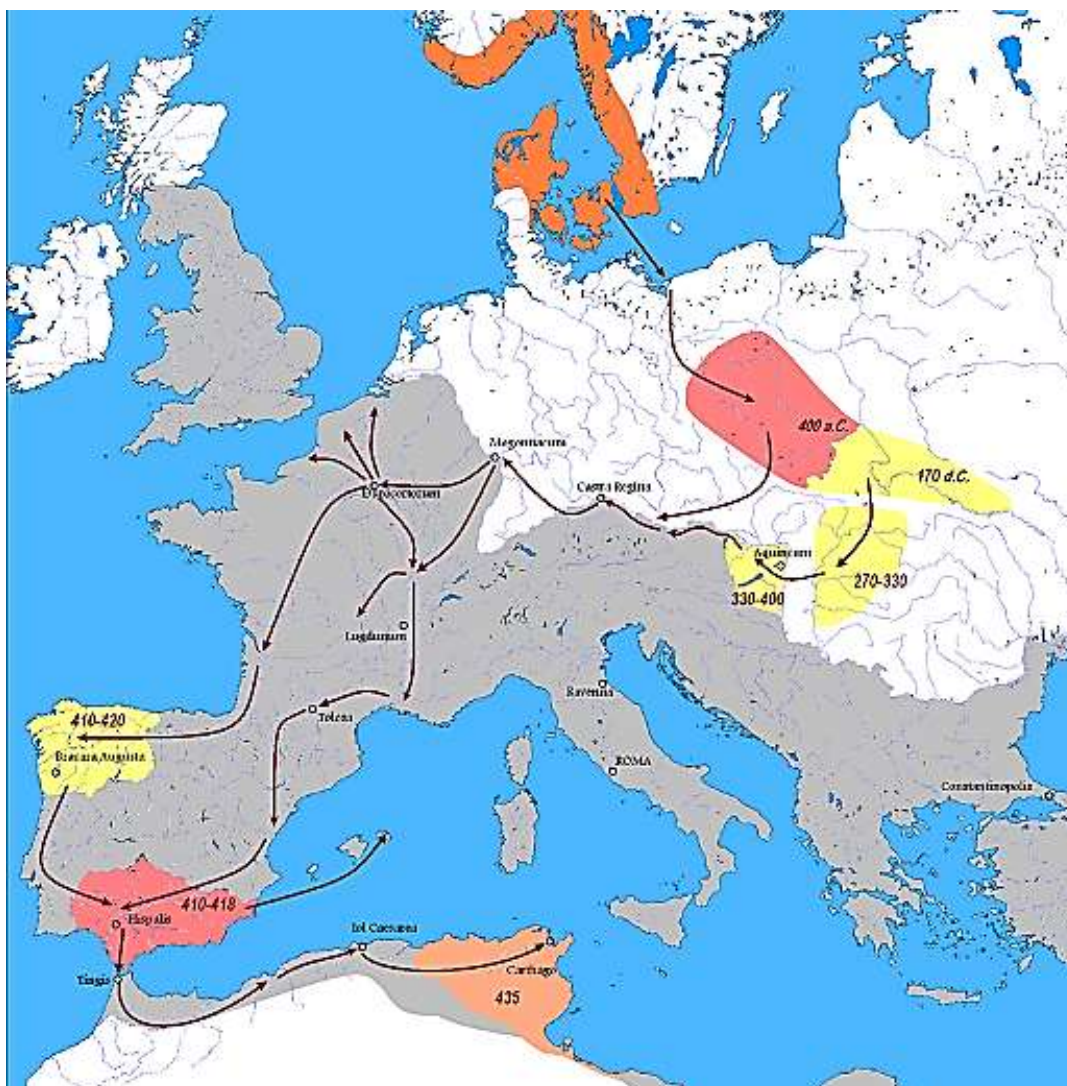 400 a.C.
Mogontiacum
170 d.C.
Durocortorum
Castra Regina
Aquincum
270-330
330-400
Lugdunum
Ravenna
410-420
Tolosa
Bracara Augusta
ROMA
Constantinopolis
410-418
Hispalis
Iol Caesarea
Tingis
Carthago
435